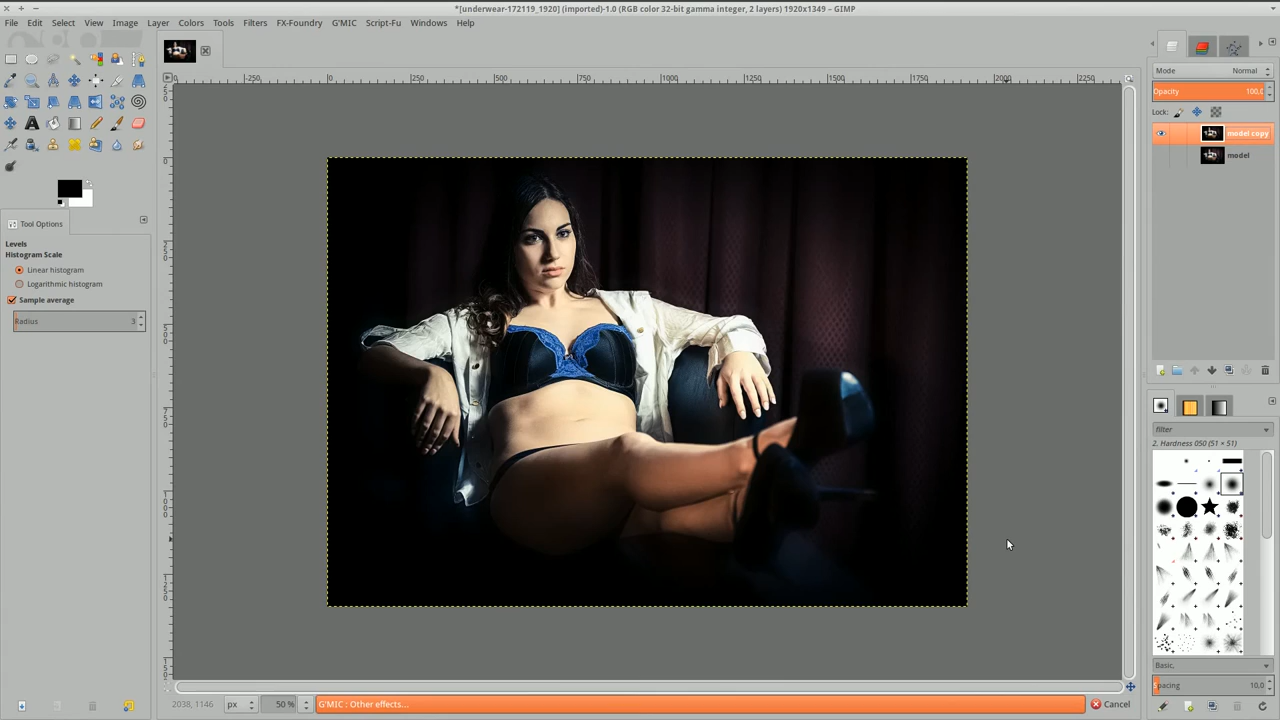 *[underwear-172119_1920] (imported)-1.0 (RGB color 32-bit gamma integer, 2 layers) 1920x1349 – GIMP
File Edit Select View Image Layer Colors Tools Filters FX-Foundry G'MIC Script-Fu Windows Help
Mode Normal
Opacity 100,0
Lock:
model copy
model
Tool Options
Levels
Histogram Scale
Linear histogram
Logarithmic histogram
Sample average
Radius 3
filter
2. Hardness 050 (51 × 51)
Basic,
Spacing 10,0
2038, 1146 px 50 % G'MIC : Other effects... Cancel